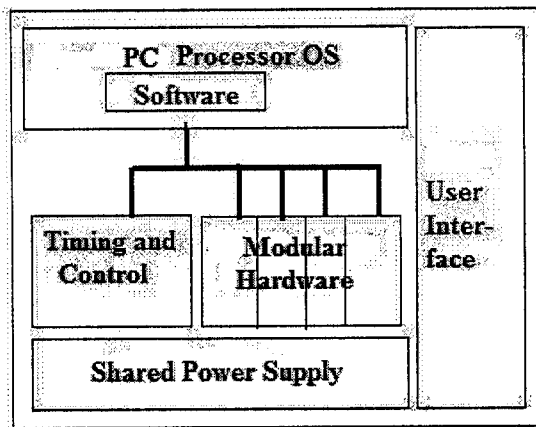 PC Processor OS
Software
Timing and
Control
Modular
Hardware
User
Inter-
face
Shared Power Supply